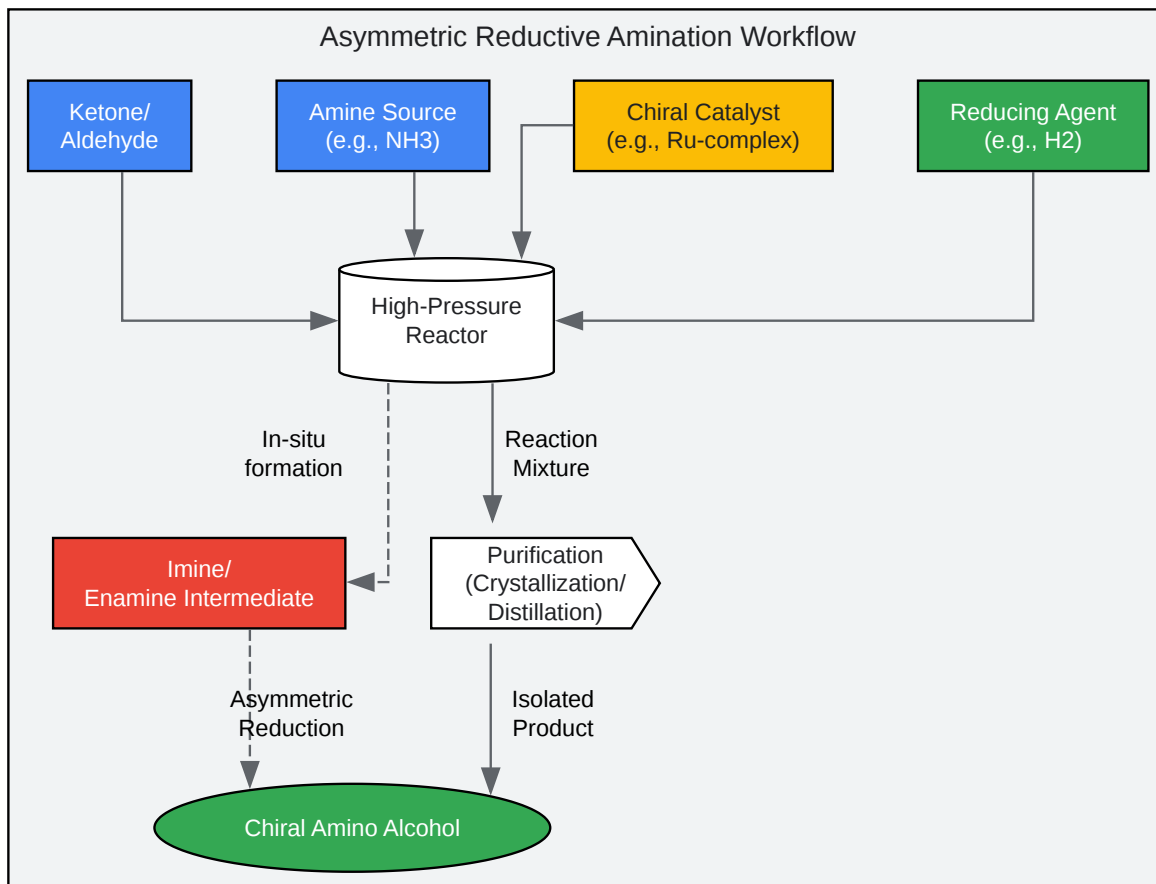 Asymmetric Reductive Amination Workflow
Ketone/
Aldehyde
Amine Source
(e.g., NH3)
Chiral Catalyst
(e.g., Ru-complex)
Reducing Agent
(e.g., H2)
High-Pressure
Reactor
In-situ
formation
Reaction
Mixture
Imine/
Enamine Intermediate
Purification
(Crystallization/
Distillation)
Asymmetric
Reduction
Isolated
Product
Chiral Amino Alcohol